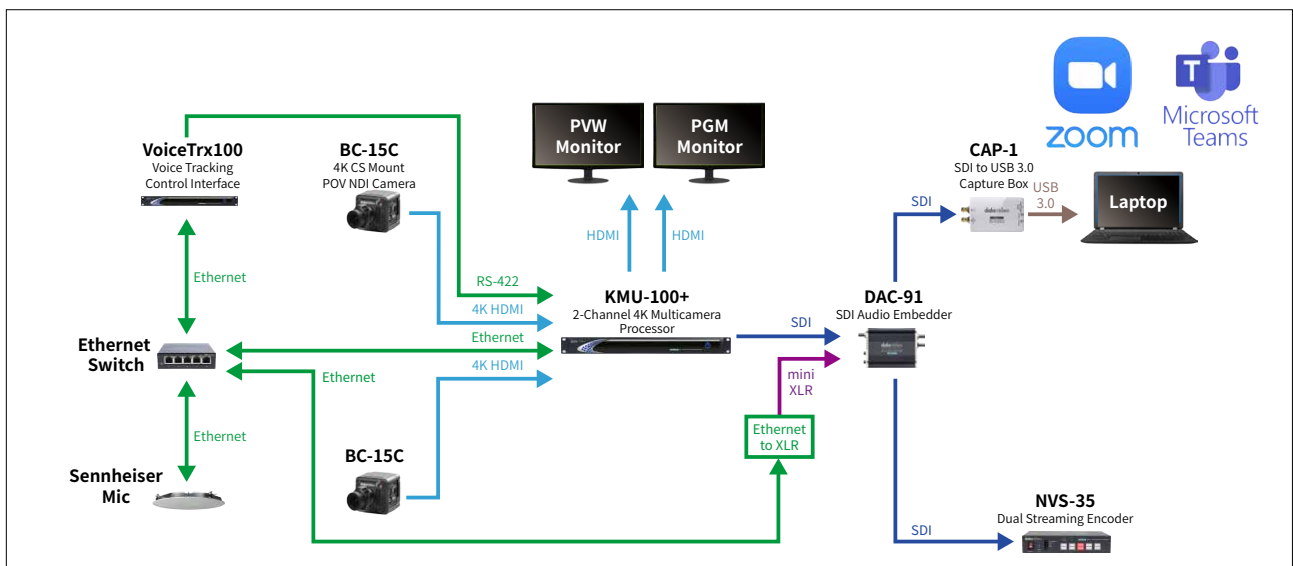 VoiceTrx100
Voice Tracking
Control Interface
BC-15C
4K CS Mount
POV NDI Camera
PVW
Monitor
PGM
Monitor
zoom
T
Microsoft
Teams
CAP-1
SDI to USB 3.0
Capture Box
USB
3.0
Laptop
SDI
datavideo
HDMI
HDMI
Ethernet
RS-422
4K HDMI
KMU-100+
2-Channel 4K Multicamera
Processor
SDI
DAC-91
SDI Audio Embedder
datavideo
Ethernet
Switch
Ethernet
Ethernet
4K HDMI
mini
XLR
Ethernet
Ethernet
to XLR
Sennheiser
Mic
BC-15C
NVS-35
Dual Streaming Encoder
SDI